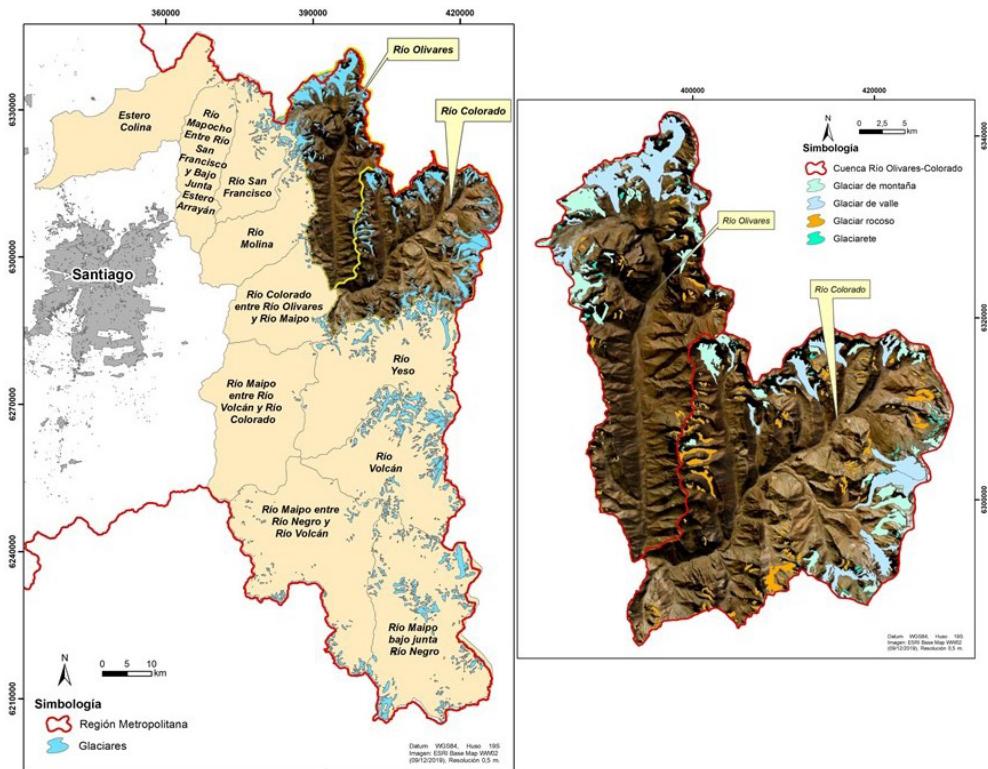 360000
390000
420000
6330000
6300000
6270000
6240000
6210000
Río Olivares
Río Colorado
Estero
Colina
Río
Mapocho
Entre Río
San
Francisco
y Bajo
Junta
Estero
Arrayán
Río San
Francisco
Río
Molina
Santiago
Río Colorado
entre Río Olivares
y Río Maipo
Río
Yeso
Río Maipo
entre Río
Volcán y Río
Colorado
Río
Volcán
Río Maipo entre
Río Negro y
Río Volcán
Río Maipo
bajo junta
Río Negro
N
0 5 10
km
Simbología
Región Metropolitana
Glaciares
Datum WGS84, Huso 19S
Imagen: ESRI Base Map WW02
(09/12/2019), Resolución 0,5 m.
400000
420000
6340000
6320000
6300000
N
0 2,5 5
km
Simbología
Cuenca Río Olivares-Colorado
Glaciar de montaña
Glaciar de valle
Glaciar rocoso
Glaciarete
Río Olivares
Río Colorado
Datum WGS84, Huso 19S
Imagen: ESRI Base Map WW02
(09/12/2019), Resolución 0,5 m.